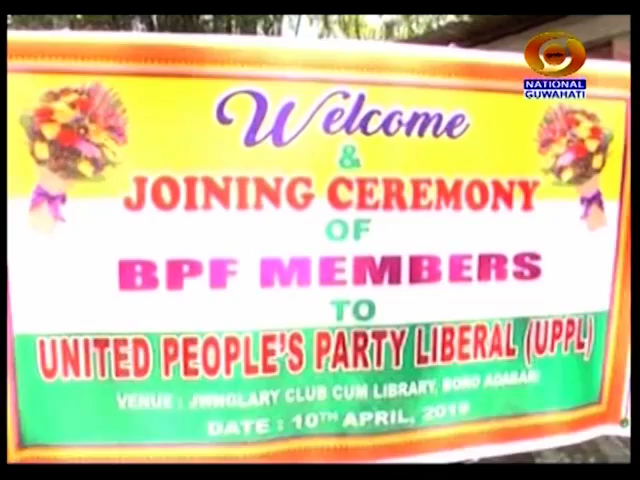 NATIONAL
GUWAHATI
Welcome
&
JOINING CEREMONY
OF
BPF MEMBERS
TO
UNITED PEOPLE'S PARTY LIBERAL (UPPL)
VENUE : JWNGLARY CLUB CUM LIBRARY, BORO ADABARI
DATE : 10TH APRIL, 2019